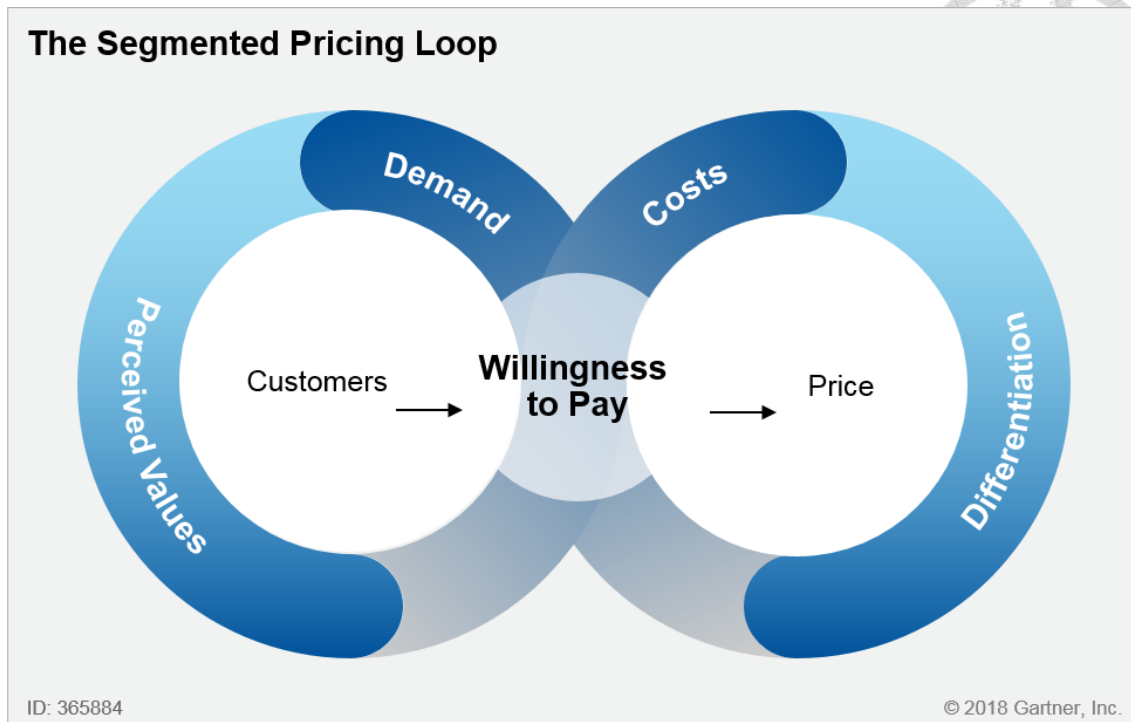 The Segmented Pricing Loop
Demand
Costs
Perceived Values
Customers
Willingness
to Pay
Price
Differentiation
ID: 365884
© 2018 Gartner, Inc.